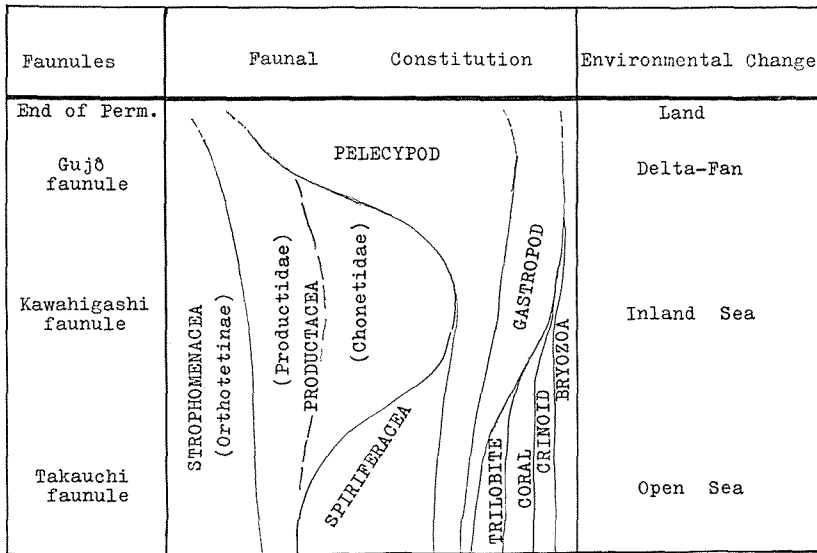 Faunules Faunal Constitution Environmental Change
End of Perm. Land
PELECYPOD
Gujō Delta-Fan
faunule
STROPHOMENACEA
(Orthotetinae)
(Productidae)
PRODUCTACEA
(Chonetidae)
GASTROPOD
Kawahigashi Inland Sea
faunule
SPIRIFERACEA
TRILOBITE
CORAL
CRINOID
BRYOZOA
Takauchi Open Sea
faunule